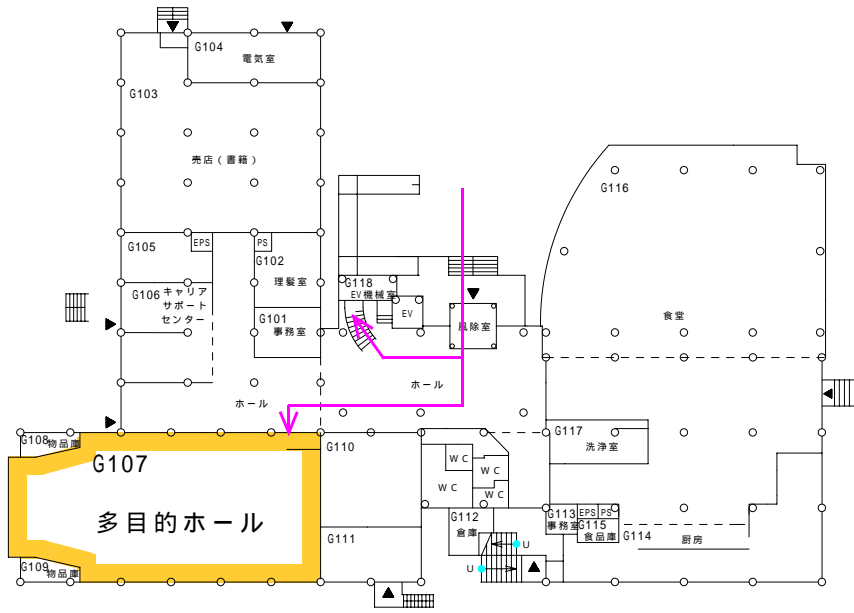 G104
電気室
G103
売店(書籍)
G116
G105
EPS
PS
G102
理髪室
G106
キャリア
サポート
センター
G118
EV機械室
EV
風除室
G101
事務室
食堂
ホール
ホール
G108
物品庫
G107
多目的ホール
G110
G117
洗浄室
WC
WC
WC
WC
G112
倉庫
G113
事務室
EPS
PS
G115
食品庫
G114
厨房
G111
U
U
G109
物品庫